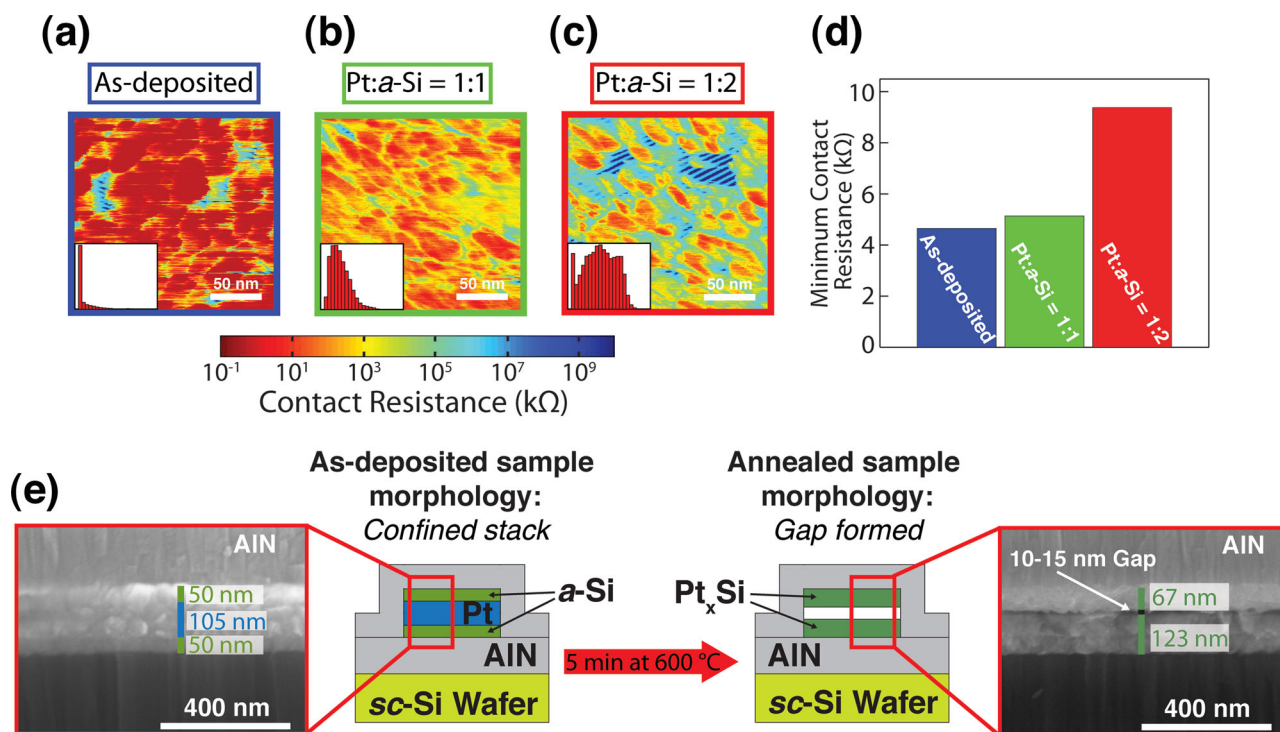 (a)
(b)
(c)
(d)
As-deposited
Pt:a-Si = 1:1
Pt:a-Si = 1:2
50 nm
50 nm
50 nm
10⁻¹ 10¹ 10³ 10⁵ 10⁷ 10⁹
Contact Resistance (kΩ)
Minimum Contact
Resistance (kΩ)
10
8
6
4
2
0
As-deposited
Pt:a-Si = 1:1
Pt:a-Si = 1:2
(e)
As-deposited sample
morphology:
Confined stack
Annealed sample
morphology:
Gap formed
AlN
50 nm
105 nm
50 nm
400 nm
a-Si
Pt
AlN
sc-Si Wafer
5 min at 600 °C
PtₓSi
AlN
sc-Si Wafer
10-15 nm Gap
AlN
67 nm
123 nm
400 nm